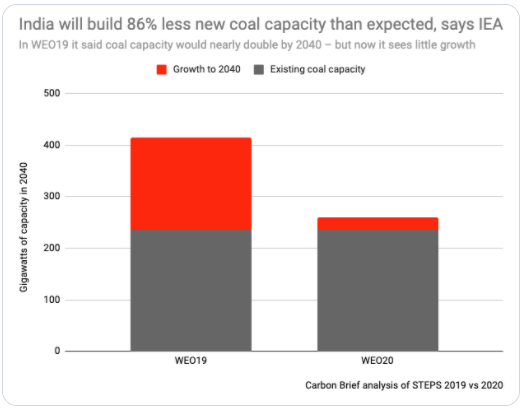 India will build 86% less new coal capacity than expected, says IEA
In WEO19 it said coal capacity would nearly double by 2040 – but now it sees little growth
Growth to 2040 Existing coal capacity
Gigawatts of capacity in 2040
500
400
300
200
100
0
WEO19 WEO20
Carbon Brief analysis of STEPS 2019 vs 2020